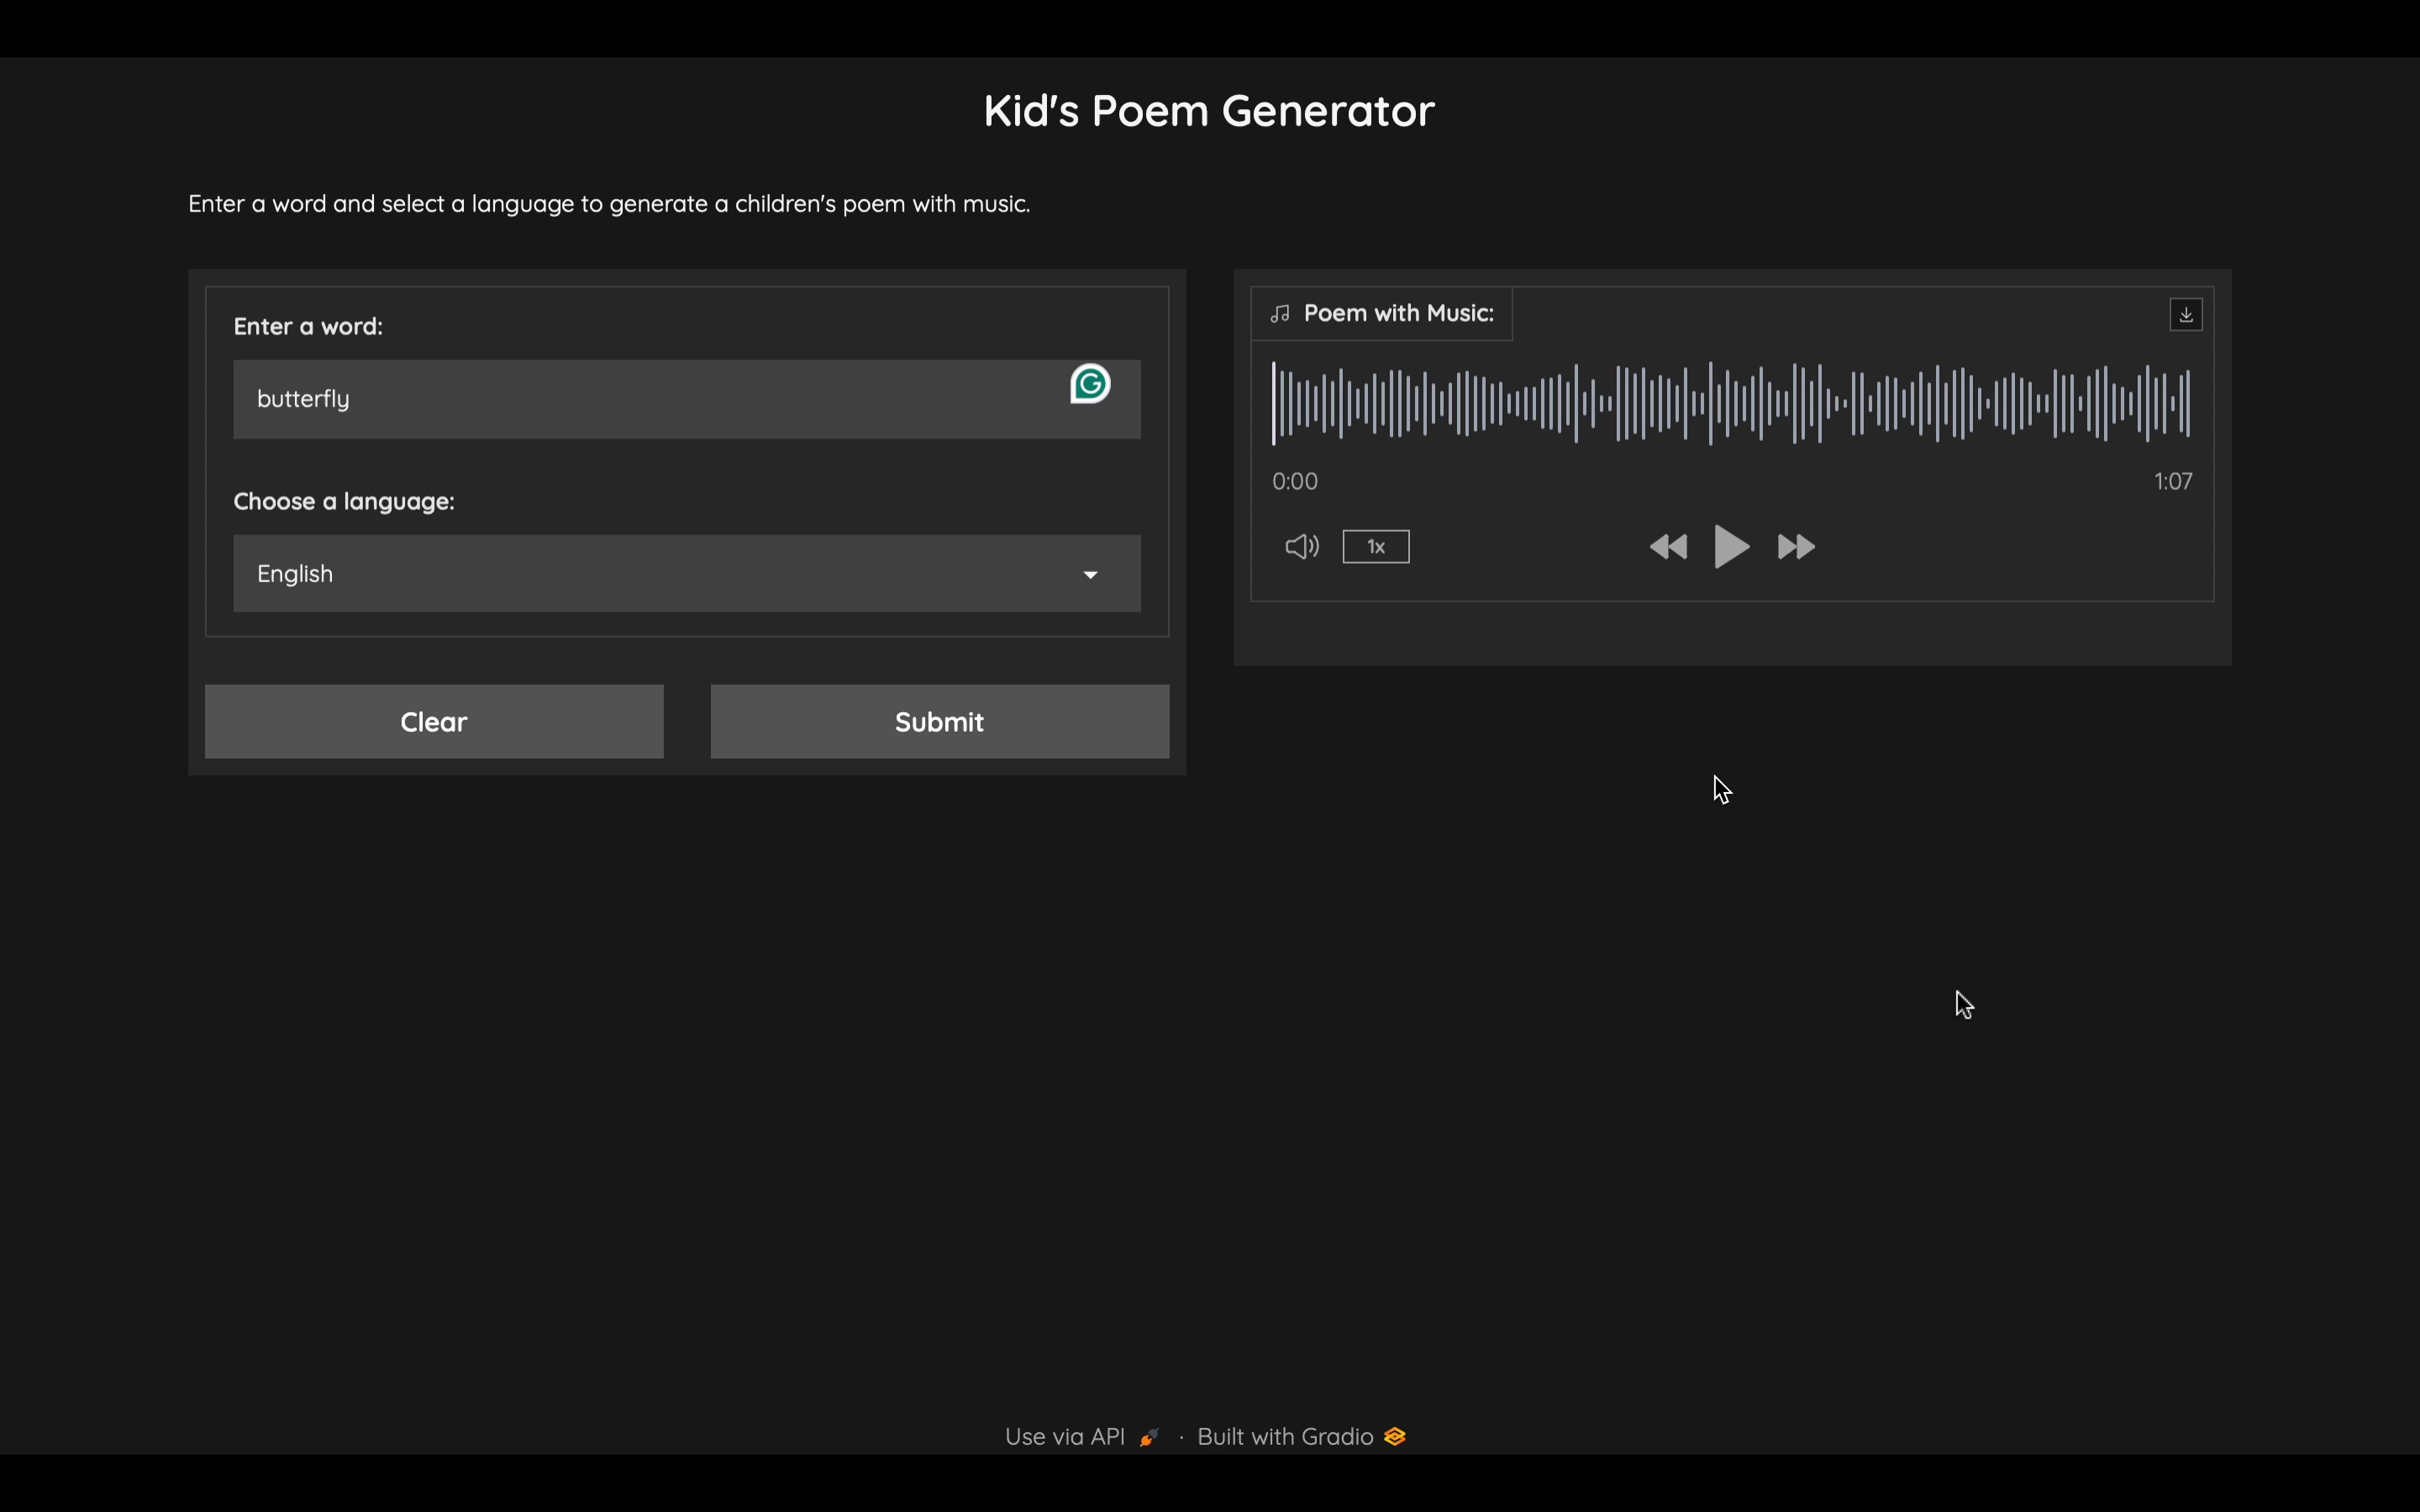 Kid's Poem Generator
Enter a word and select a language to generate a children's poem with music.
Enter a word:
butterfly
Choose a language:
English
Clear
Submit
Poem with Music:
0:00
1:07
1x
Use via API · Built with Gradio